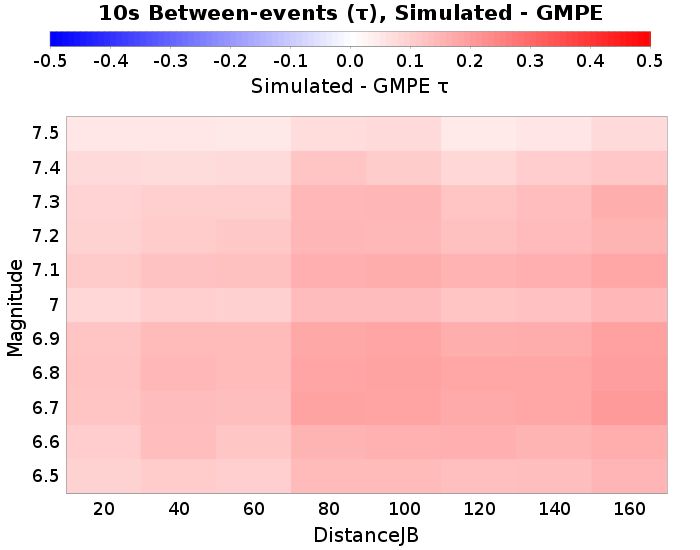 10s Between-events (τ), Simulated - GMPE
-0.5 -0.4 -0.3 -0.2 -0.1 0.0 0.1 0.2 0.3 0.4 0.5
Simulated - GMPE τ
Magnitude
7.5
7.4
7.3
7.2
7.1
7
6.9
6.8
6.7
6.6
6.5
20 40 60 80 100 120 140 160
DistanceJB